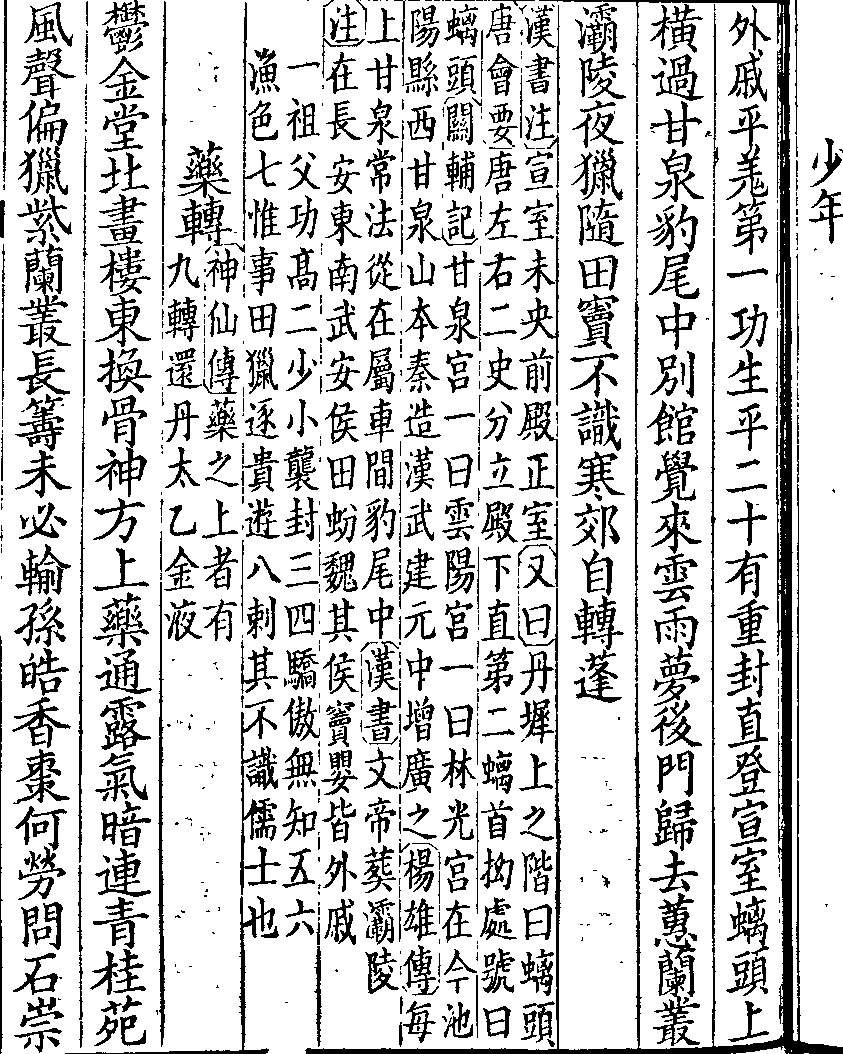 少年
外戚平羗第一功生平二十有重封直登宣室螭頭上
橫過甘泉豹尾中別館覺來雲雨夢後門歸去蕙蘭叢
灞陵夜獵隨田竇不識寒郊自轉蓬
漢書注宣室未央前殿正室又曰丹墀上之階曰螭頭
唐會要唐左右二史分立殿下直第二螭首坳處號曰
螭頭關輔記甘泉宮一曰雲陽宮一曰林光宮在今池
陽縣西甘泉山本秦造漢武建元中增廣之楊雄傳每
上甘泉常法從在屬車間豹尾中漢書文帝葬灞陵
注在長安東南武安侯田蚡魏其侯竇嬰皆外戚
一祖父功高二少小襲封三四驕傲無知五六
漁色七惟事田獵逐貴遊八刺其不識儒士也
藥轉神仙傳藥之上者有
九轉還丹太乙金液
鬱金堂北畫樓東換骨神方上藥通露氣暗連青桂苑
風聲偏獵紫蘭叢長籌未必輸孫皓香棗何勞問石崇